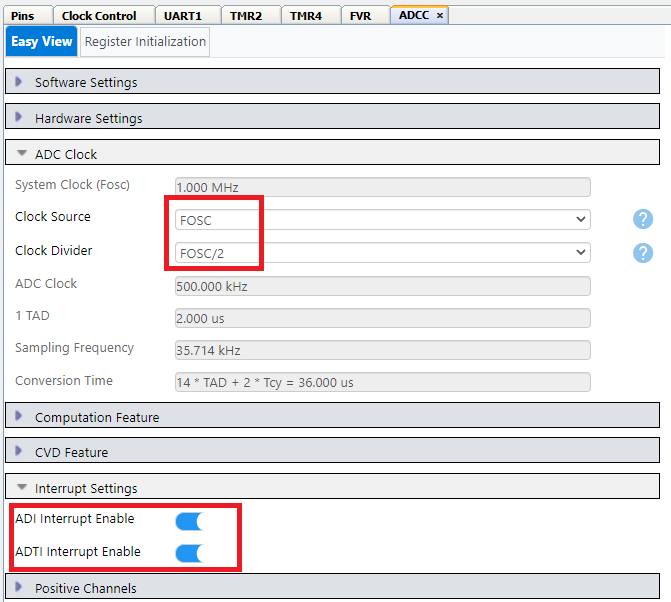 Pins Clock Control UART1 TMR2 TMR4 FVR ADCC ×
Easy View Register Initialization
Software Settings
Hardware Settings
ADC Clock
System Clock (Fosc) 1.000 MHz
Clock Source FOSC ?
Clock Divider FOSC/2 ?
ADC Clock 500.000 kHz
1 TAD 2.000 us
Sampling Frequency 35.714 kHz
Conversion Time 14 * TAD + 2 * Tcy = 36.000 us
Computation Feature
CVD Feature
Interrupt Settings
ADI Interrupt Enable
ADTI Interrupt Enable
Positive Channels